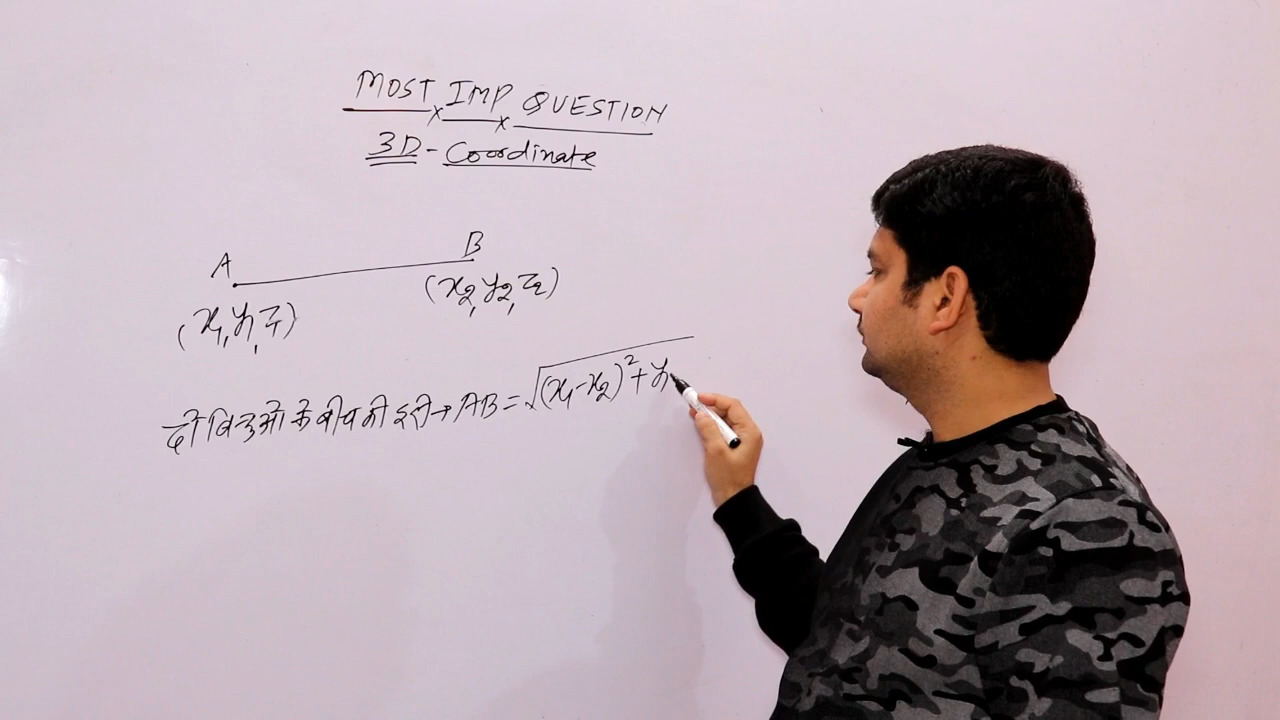 MOST IMP QUESTION
3D - Coordinate
A B
(x₁, y₁, z₁) (x₂, y₂, z₂)
दो बिन्दुओ के बीच की दूरी → AB = √(x₁-x₂)² + y₁